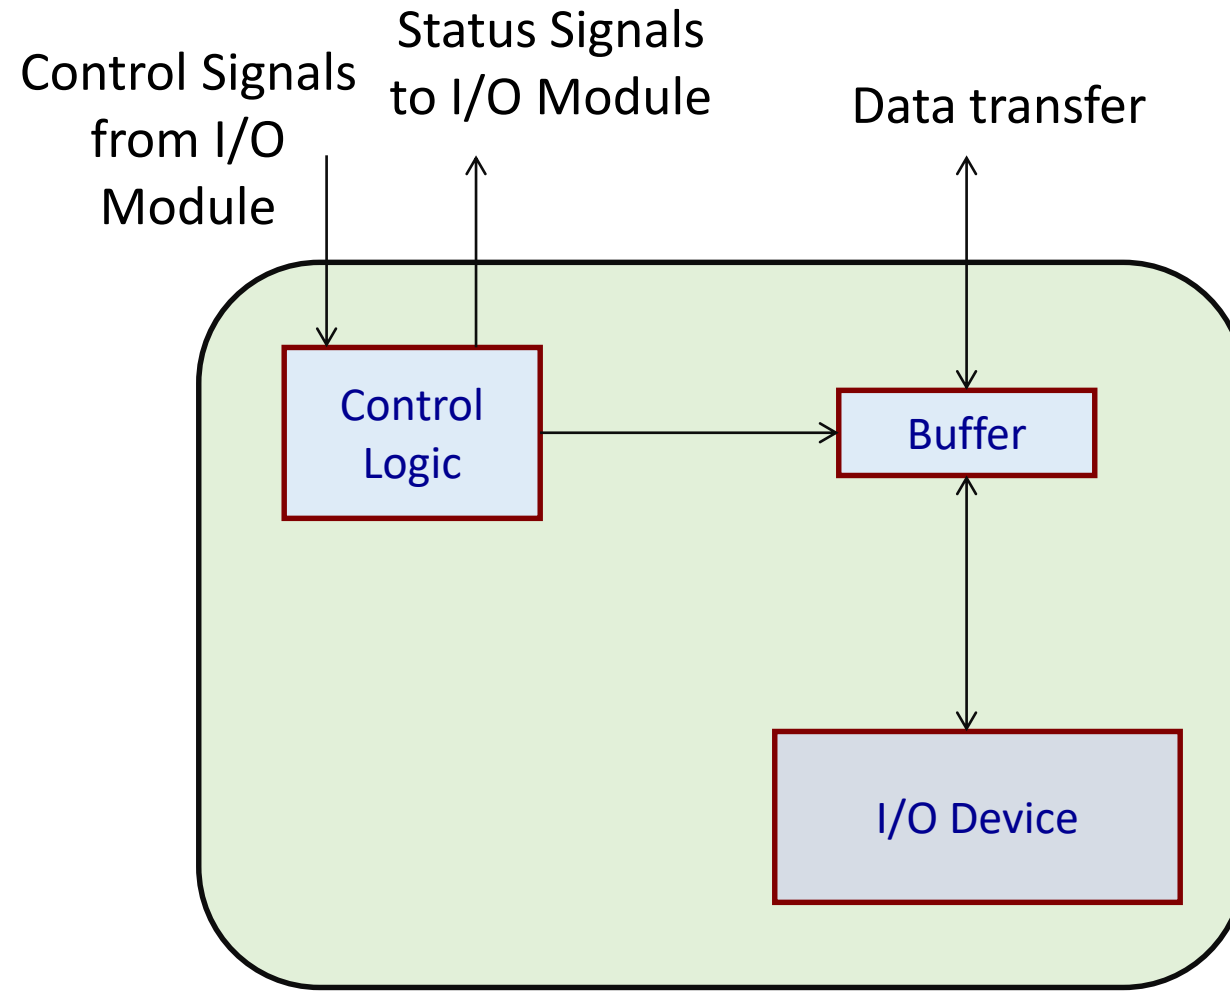 Control Signals
from I/O
Module
Status Signals
to I/O Module
Data transfer
Control
Logic
Buffer
I/O Device